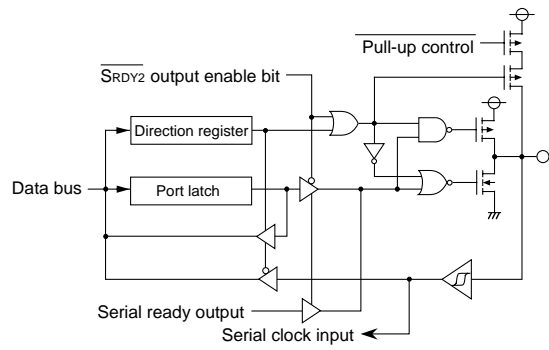 Pull-up control
SRDY2 output enable bit
Direction register
Data bus
Port latch
Serial ready output
Serial clock input